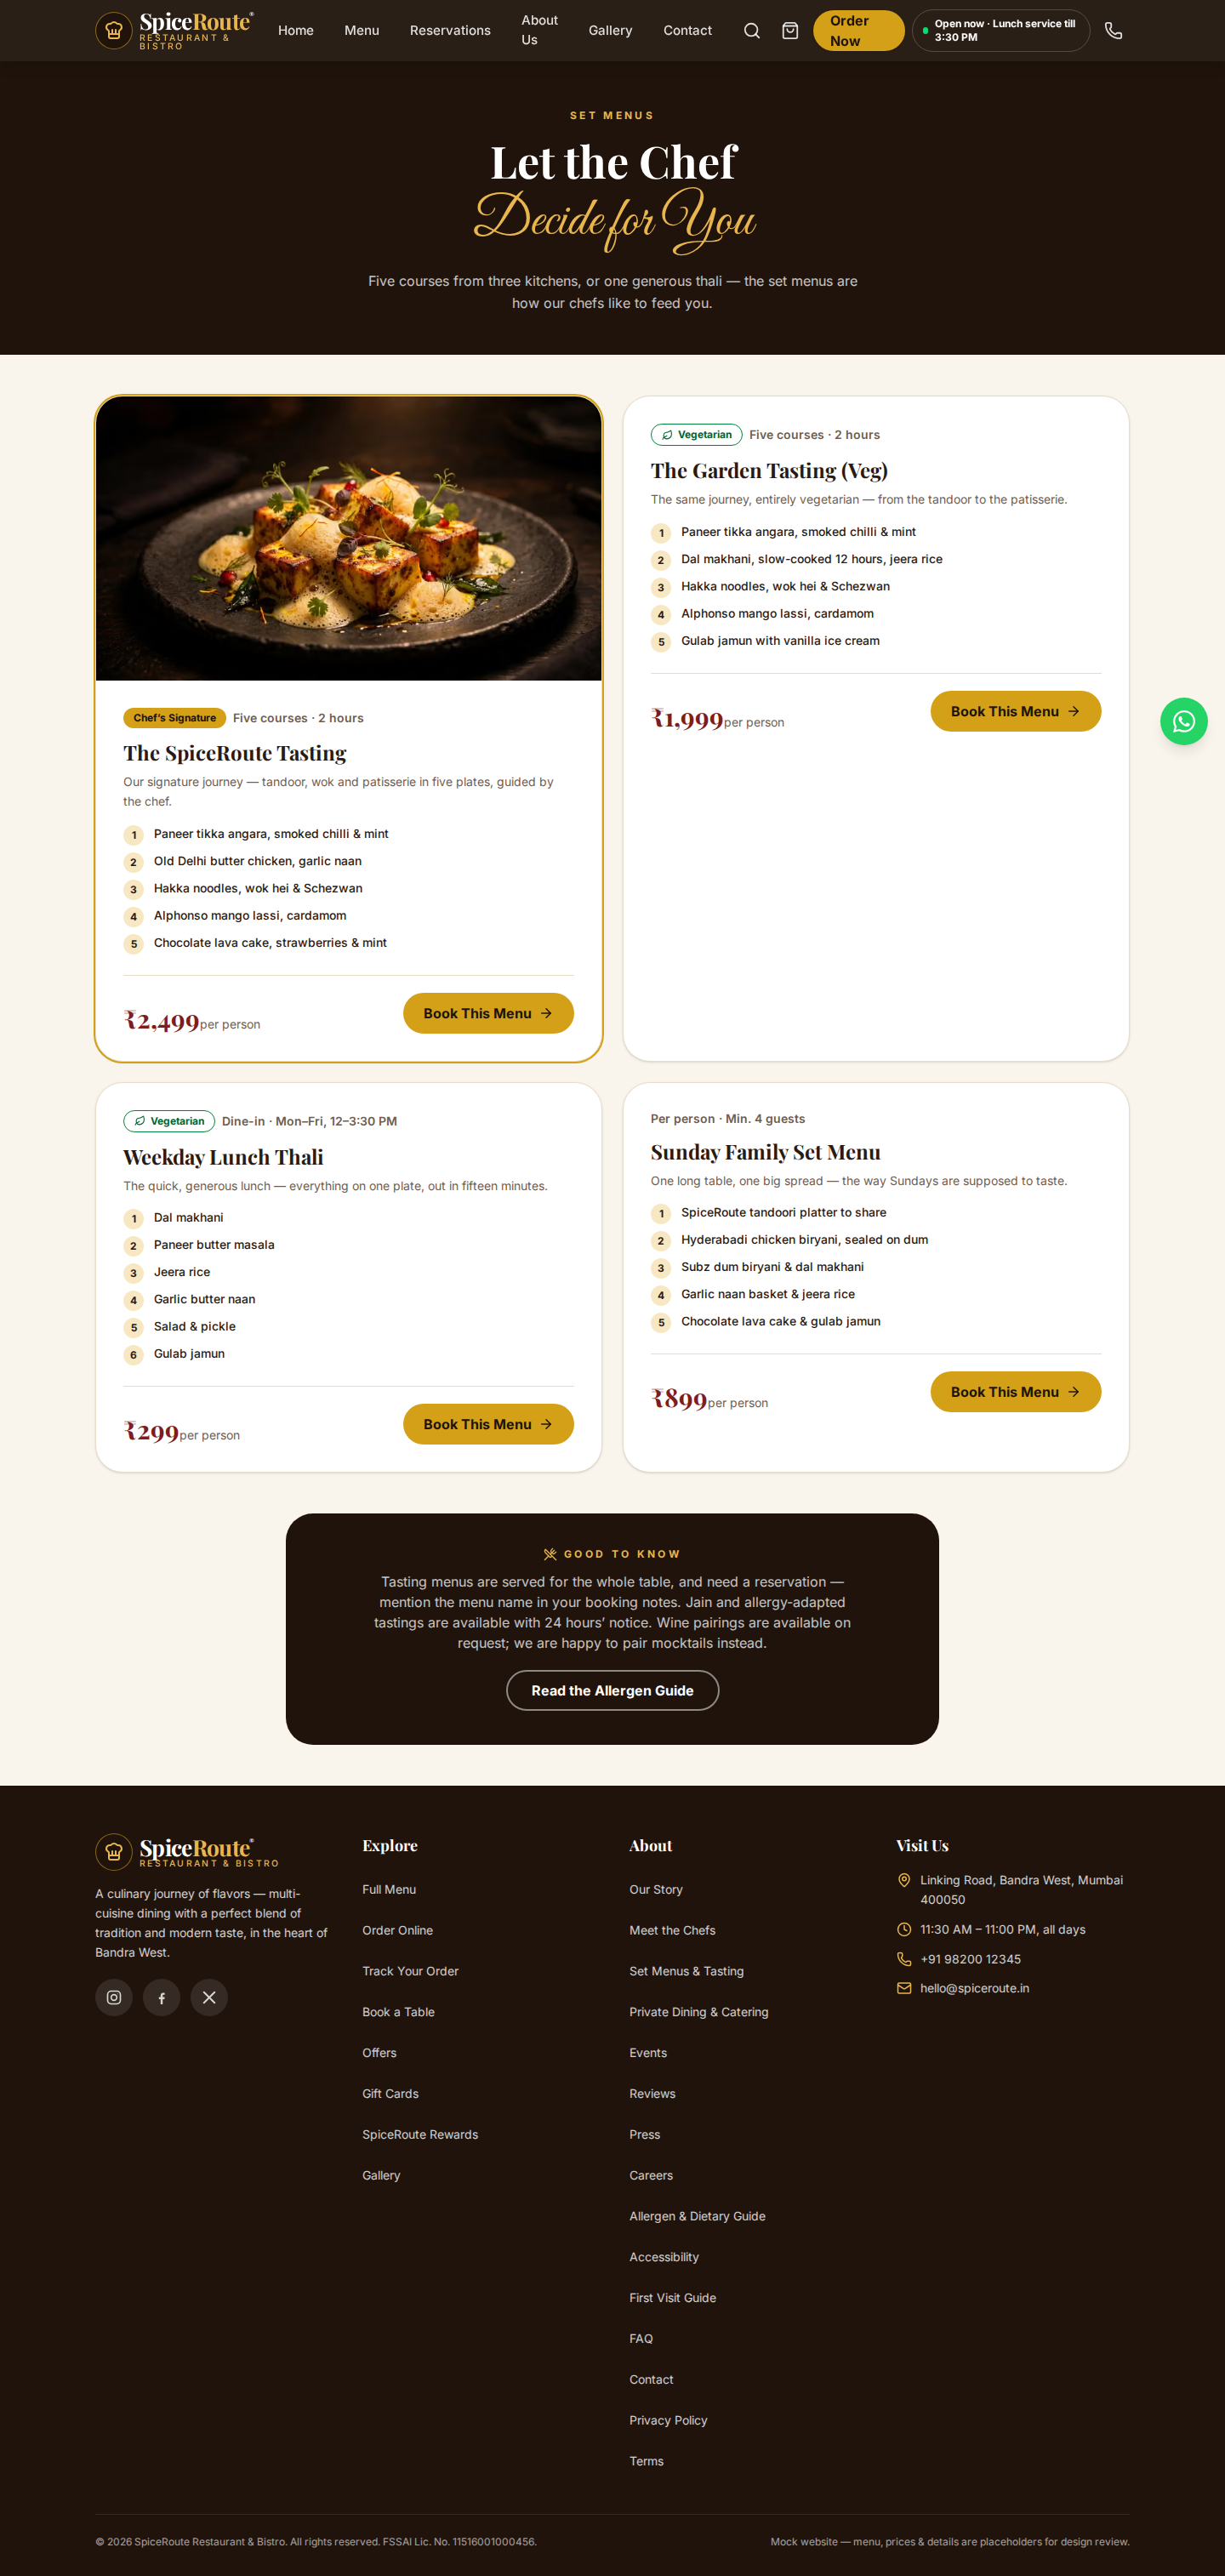 SpiceRoute®
RESTAURANT &
BISTRO
Home
Menu
Reservations
About
Us
Gallery
Contact
Order
Now
Open now · Lunch service till
3:30 PM
SET MENUS
Let the Chef
Decide for You
Five courses from three kitchens, or one generous thali — the set menus are
how our chefs like to feed you.
Chef's Signature
Five courses · 2 hours
The SpiceRoute Tasting
Our signature journey — tandoor, wok and patisserie in five plates, guided by
the chef.
1 Paneer tikka angara, smoked chilli & mint
2 Old Delhi butter chicken, garlic naan
3 Hakka noodles, wok hei & Schezwan
4 Alphonso mango lassi, cardamom
5 Chocolate lava cake, strawberries & mint
₹2,499per person
Book This Menu
Vegetarian
Five courses · 2 hours
The Garden Tasting (Veg)
The same journey, entirely vegetarian — from the tandoor to the patisserie.
1 Paneer tikka angara, smoked chilli & mint
2 Dal makhani, slow-cooked 12 hours, jeera rice
3 Hakka noodles, wok hei & Schezwan
4 Alphonso mango lassi, cardamom
5 Gulab jamun with vanilla ice cream
₹1,999per person
Book This Menu
Vegetarian
Dine-in · Mon–Fri, 12–3:30 PM
Weekday Lunch Thali
The quick, generous lunch — everything on one plate, out in fifteen minutes.
1 Dal makhani
2 Paneer butter masala
3 Jeera rice
4 Garlic butter naan
5 Salad & pickle
6 Gulab jamun
₹299per person
Book This Menu
Per person · Min. 4 guests
Sunday Family Set Menu
One long table, one big spread — the way Sundays are supposed to taste.
1 SpiceRoute tandoori platter to share
2 Hyderabadi chicken biryani, sealed on dum
3 Subz dum biryani & dal makhani
4 Garlic naan basket & jeera rice
5 Chocolate lava cake & gulab jamun
₹899per person
Book This Menu
GOOD TO KNOW
Tasting menus are served for the whole table, and need a reservation —
mention the menu name in your booking notes. Jain and allergy-adapted
tastings are available with 24 hours’ notice. Wine pairings are available on
request; we are happy to pair mocktails instead.
Read the Allergen Guide
SpiceRoute®
RESTAURANT & BISTRO
A culinary journey of flavors — multi-
cuisine dining with a perfect blend of
tradition and modern taste, in the heart of
Bandra West.
Explore
Full Menu
Order Online
Track Your Order
Book a Table
Offers
Gift Cards
SpiceRoute Rewards
Gallery
About
Our Story
Meet the Chefs
Set Menus & Tasting
Private Dining & Catering
Events
Reviews
Press
Careers
Allergen & Dietary Guide
Accessibility
First Visit Guide
FAQ
Contact
Privacy Policy
Terms
Visit Us
Linking Road, Bandra West, Mumbai
400050
11:30 AM – 11:00 PM, all days
+91 98200 12345
hello@spiceroute.in
© 2026 SpiceRoute Restaurant & Bistro. All rights reserved. FSSAI Lic. No. 11516001000456.
Mock website — menu, prices & details are placeholders for design review.